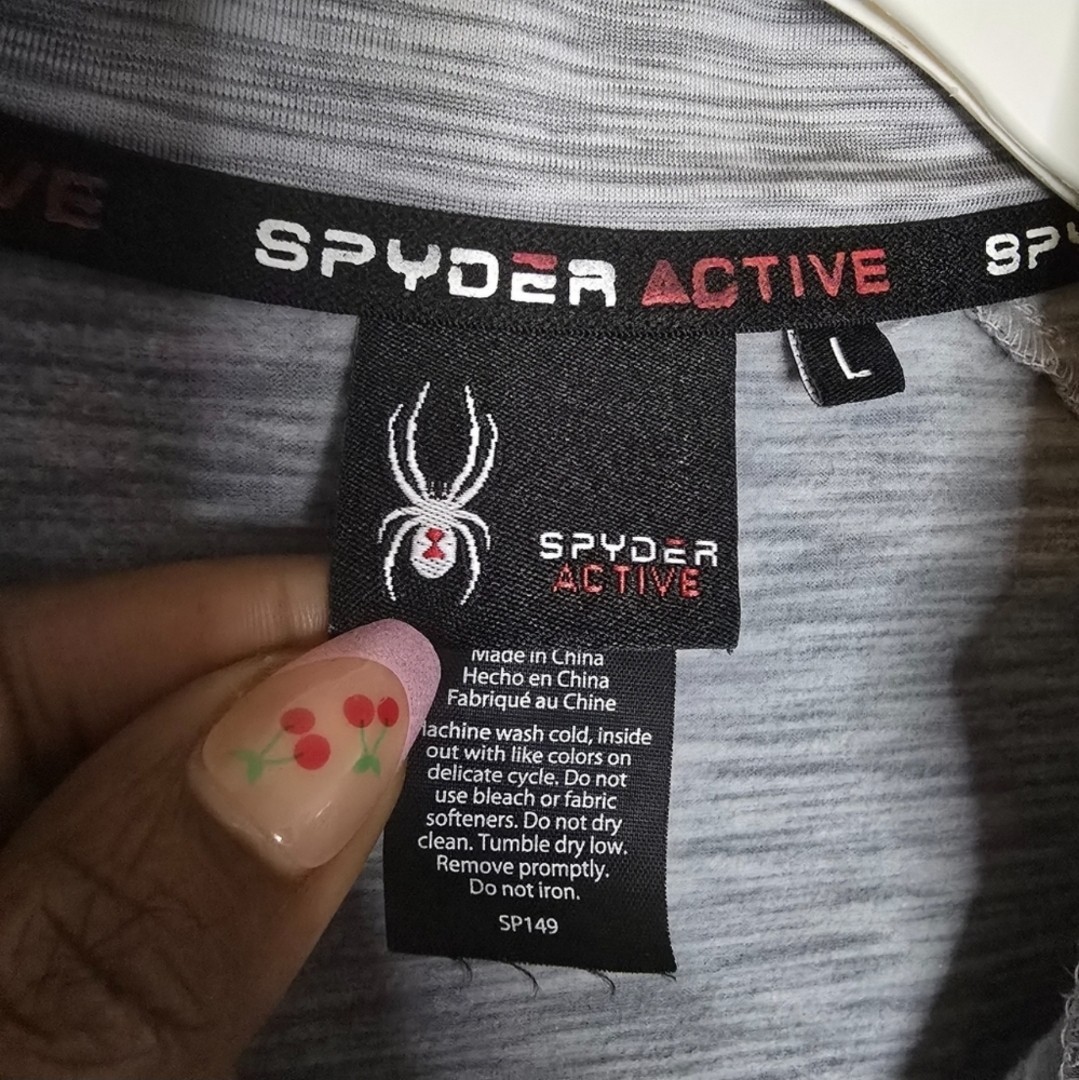 VE SPYDER ACTIVE SPY
L
SPYDER
ACTIVE
Made in China
Hecho en China
Fabriqué au Chine
achine wash cold, inside
out with like colors on
delicate cycle. Do not
use bleach or fabric
softeners. Do not dry
clean. Tumble dry low.
Remove promptly.
Do not iron.
SP149